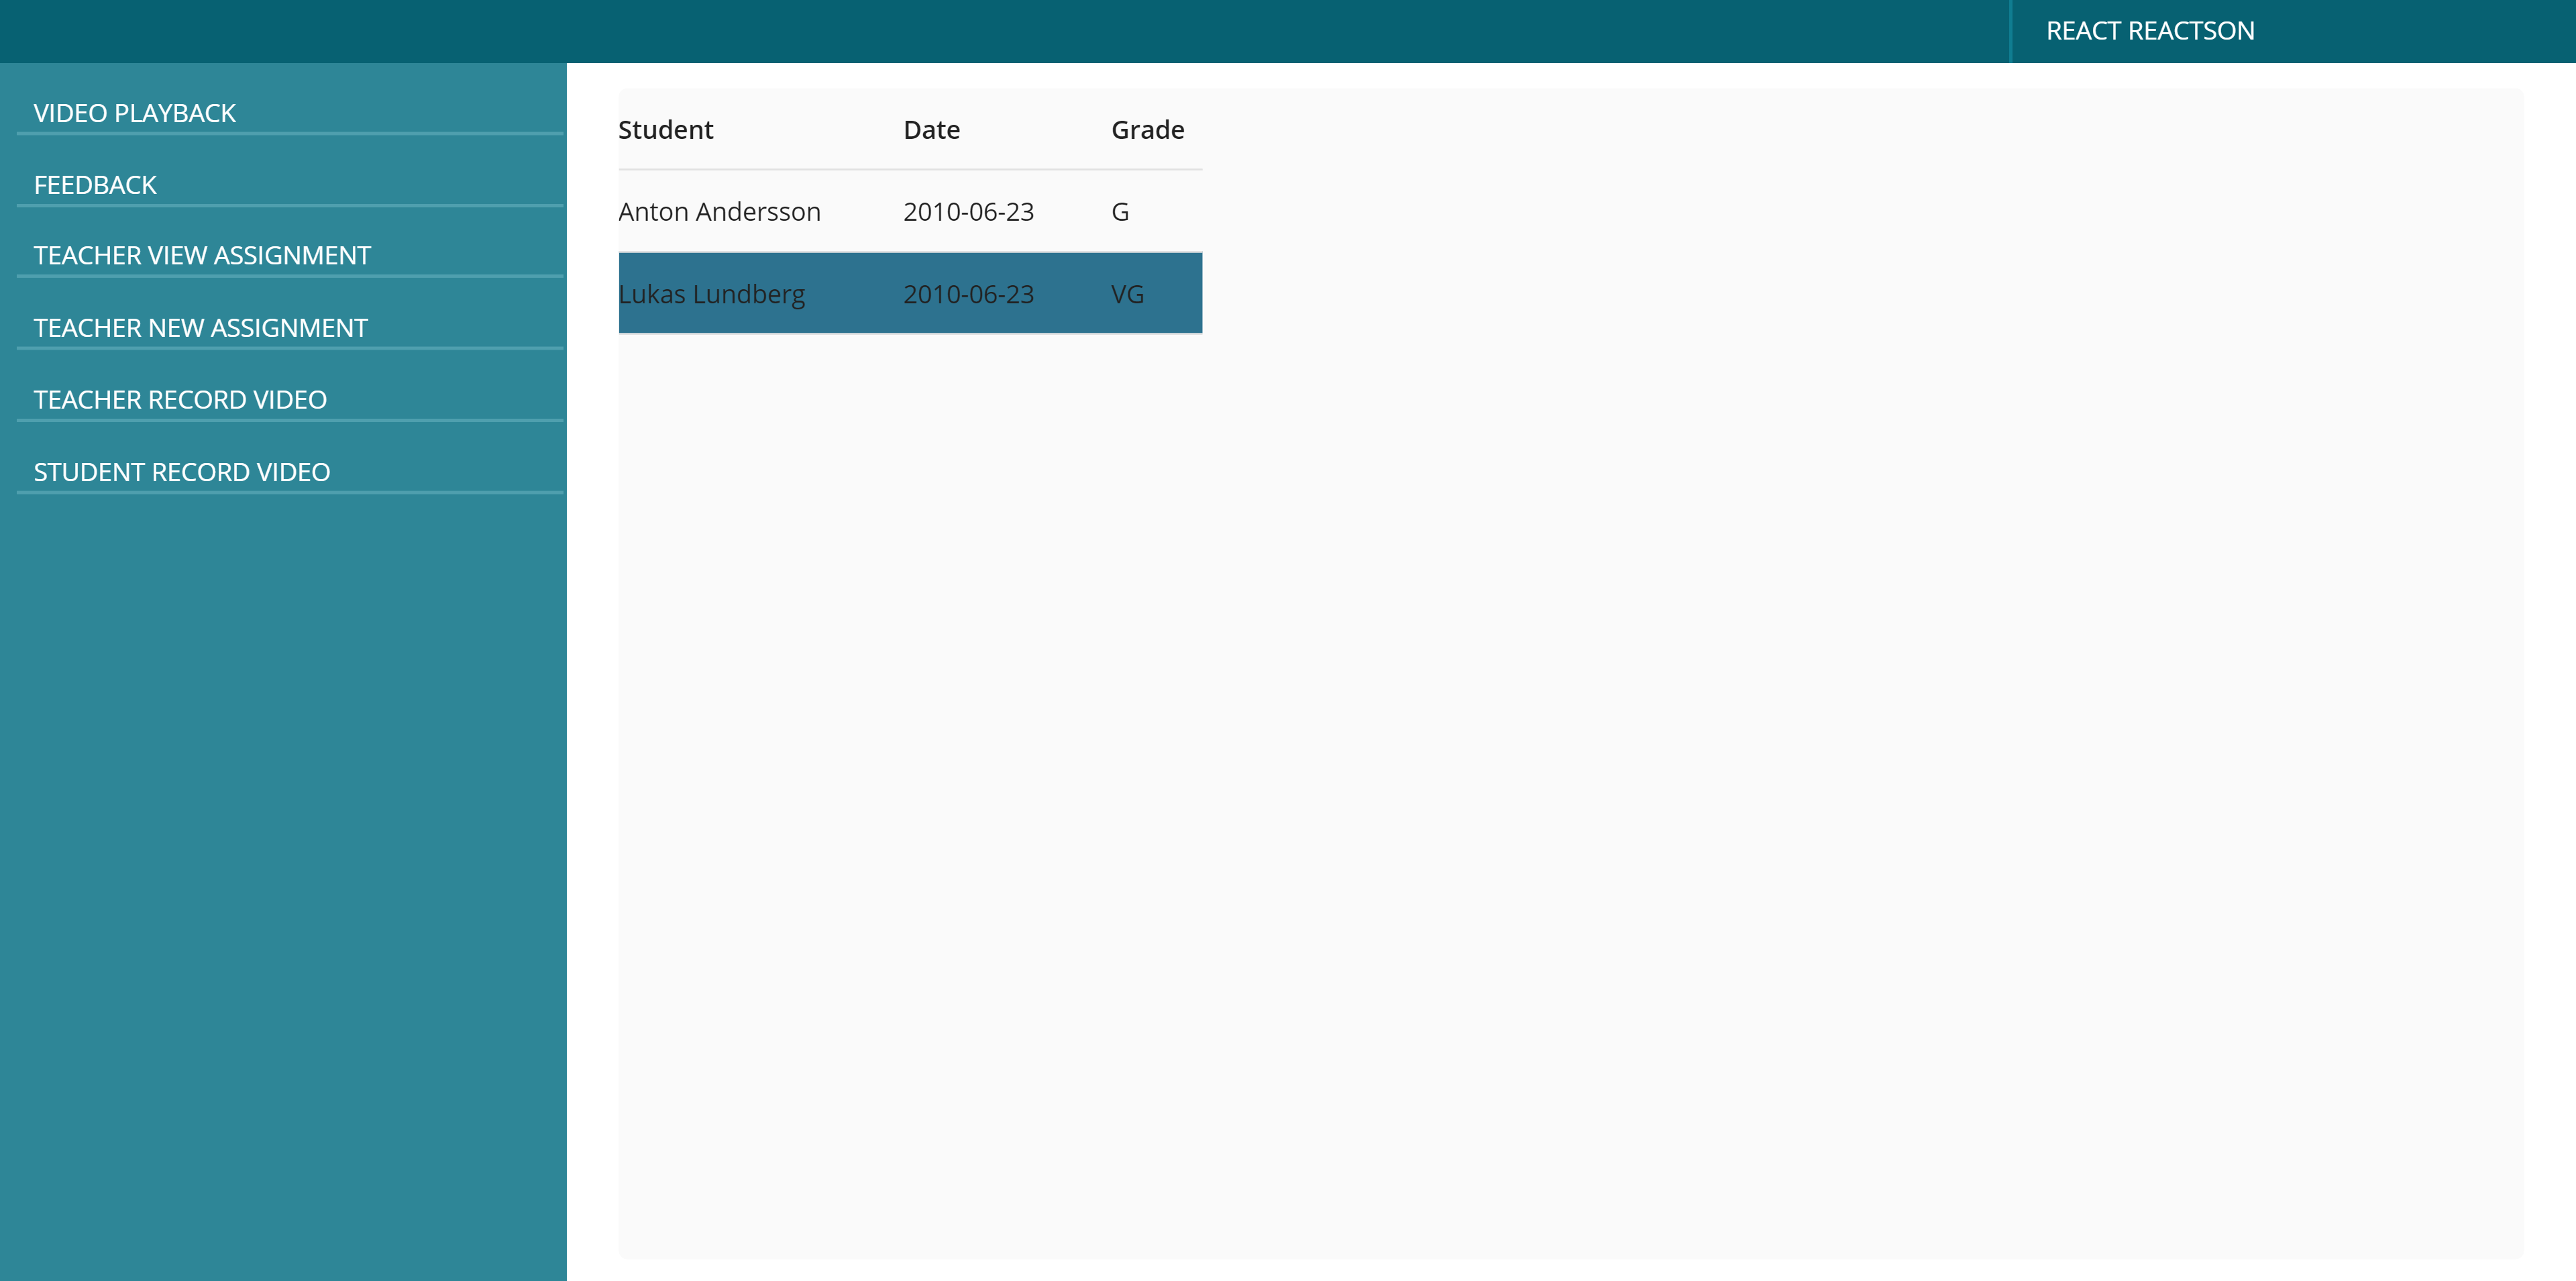 REACT REACTSON
VIDEO PLAYBACK
FEEDBACK
TEACHER VIEW ASSIGNMENT
TEACHER NEW ASSIGNMENT
TEACHER RECORD VIDEO
STUDENT RECORD VIDEO
Student Date Grade
Anton Andersson 2010-06-23 G
Lukas Lundberg 2010-06-23 VG